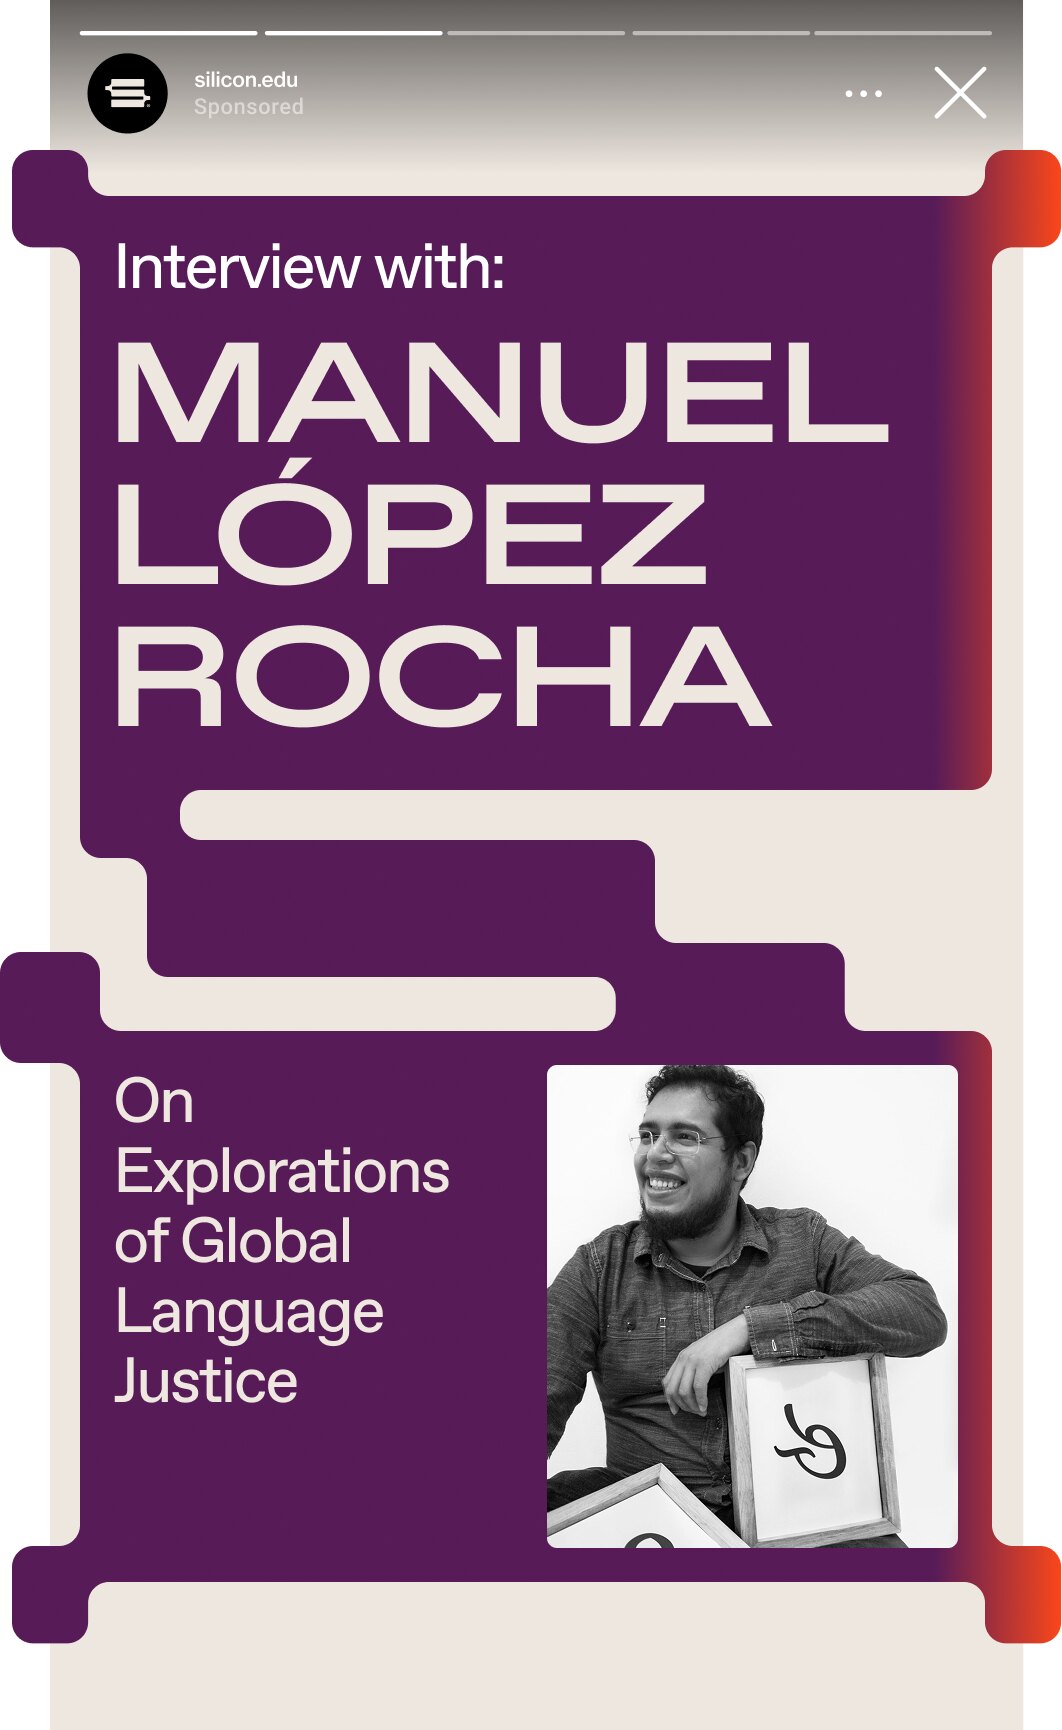 silicon.edu
Sponsored
Interview with:
MANUEL
LÓPEZ
ROCHA
On
Explorations
of Global
Language
Justice